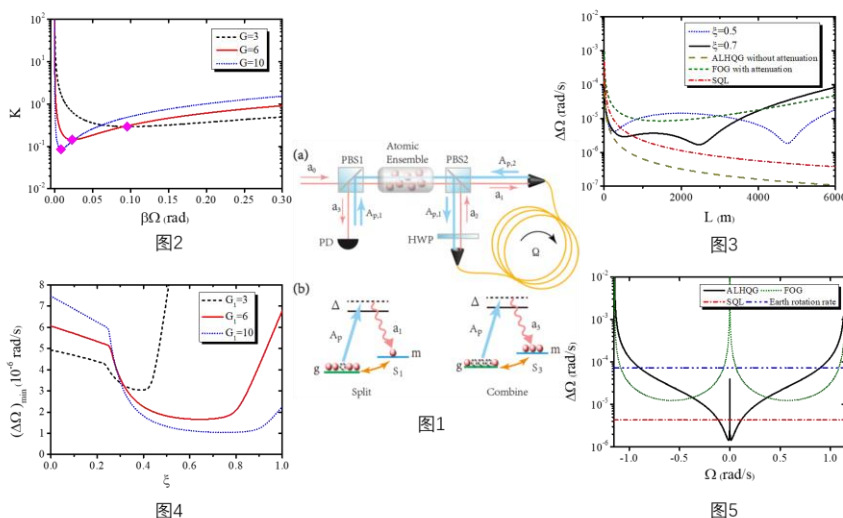 10²
10¹
10⁰
10⁻¹
10⁻²
K
G=3
G=6
G=10
0.00 0.05 0.10 0.15 0.20 0.25 0.30
βΩ (rad)
图2
(a)
a₀
PBS1
Atomic
Ensemble
PBS2
A_p,2
a₁
a₃
A_p,1
A_p,1
a₂
PD
HWP
Ω
(b)
Δ
A_p
a₁
m
g
S₁
Split
Δ
A_p
a₃
m
g
S₃
Combine
图1
10⁻²
10⁻³
10⁻⁴
10⁻⁵
10⁻⁶
10⁻⁷
ΔΩ (rad/s)
ξ=0.5
ξ=0.7
ALHQG without attenuation
FOG with attenuation
SQL
0 2000 4000 6000
L (m)
图3
8
7
6
5
4
3
2
1
0
(ΔΩ)min (10⁻⁶ rad/s)
G₁=3
G₁=6
G₁=10
0.0 0.2 0.4 0.6 0.8 1.0
ξ
图4
10⁻²
10⁻³
10⁻⁴
10⁻⁵
10⁻⁶
ΔΩ (rad/s)
ALHQG FOG
SQL Earth rotation rate
-1.0 -0.5 0.0 0.5 1.0
Ω (rad/s)
图5